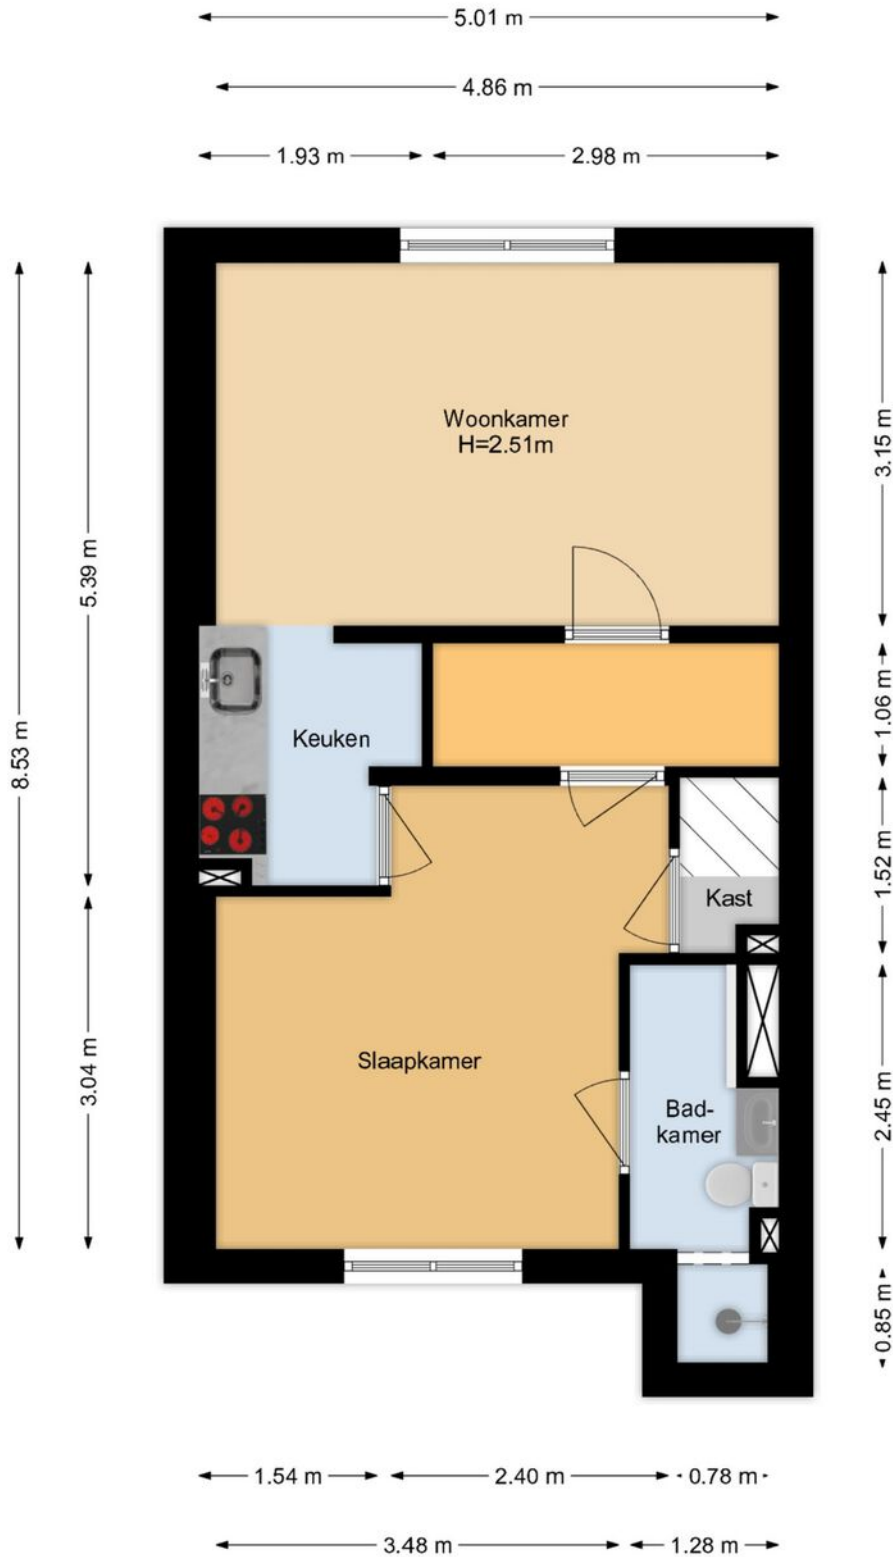 5.01 m
4.86 m
1.93 m
2.98 m
Woonkamer
H=2.51m
3.15 m
5.39 m
8.53 m
1.06 m
Keuken
1.52 m
Kast
3.04 m
Slaapkamer
Bad-
kamer
2.45 m
0.85 m
1.54 m
2.40 m
0.78 m
3.48 m
1.28 m